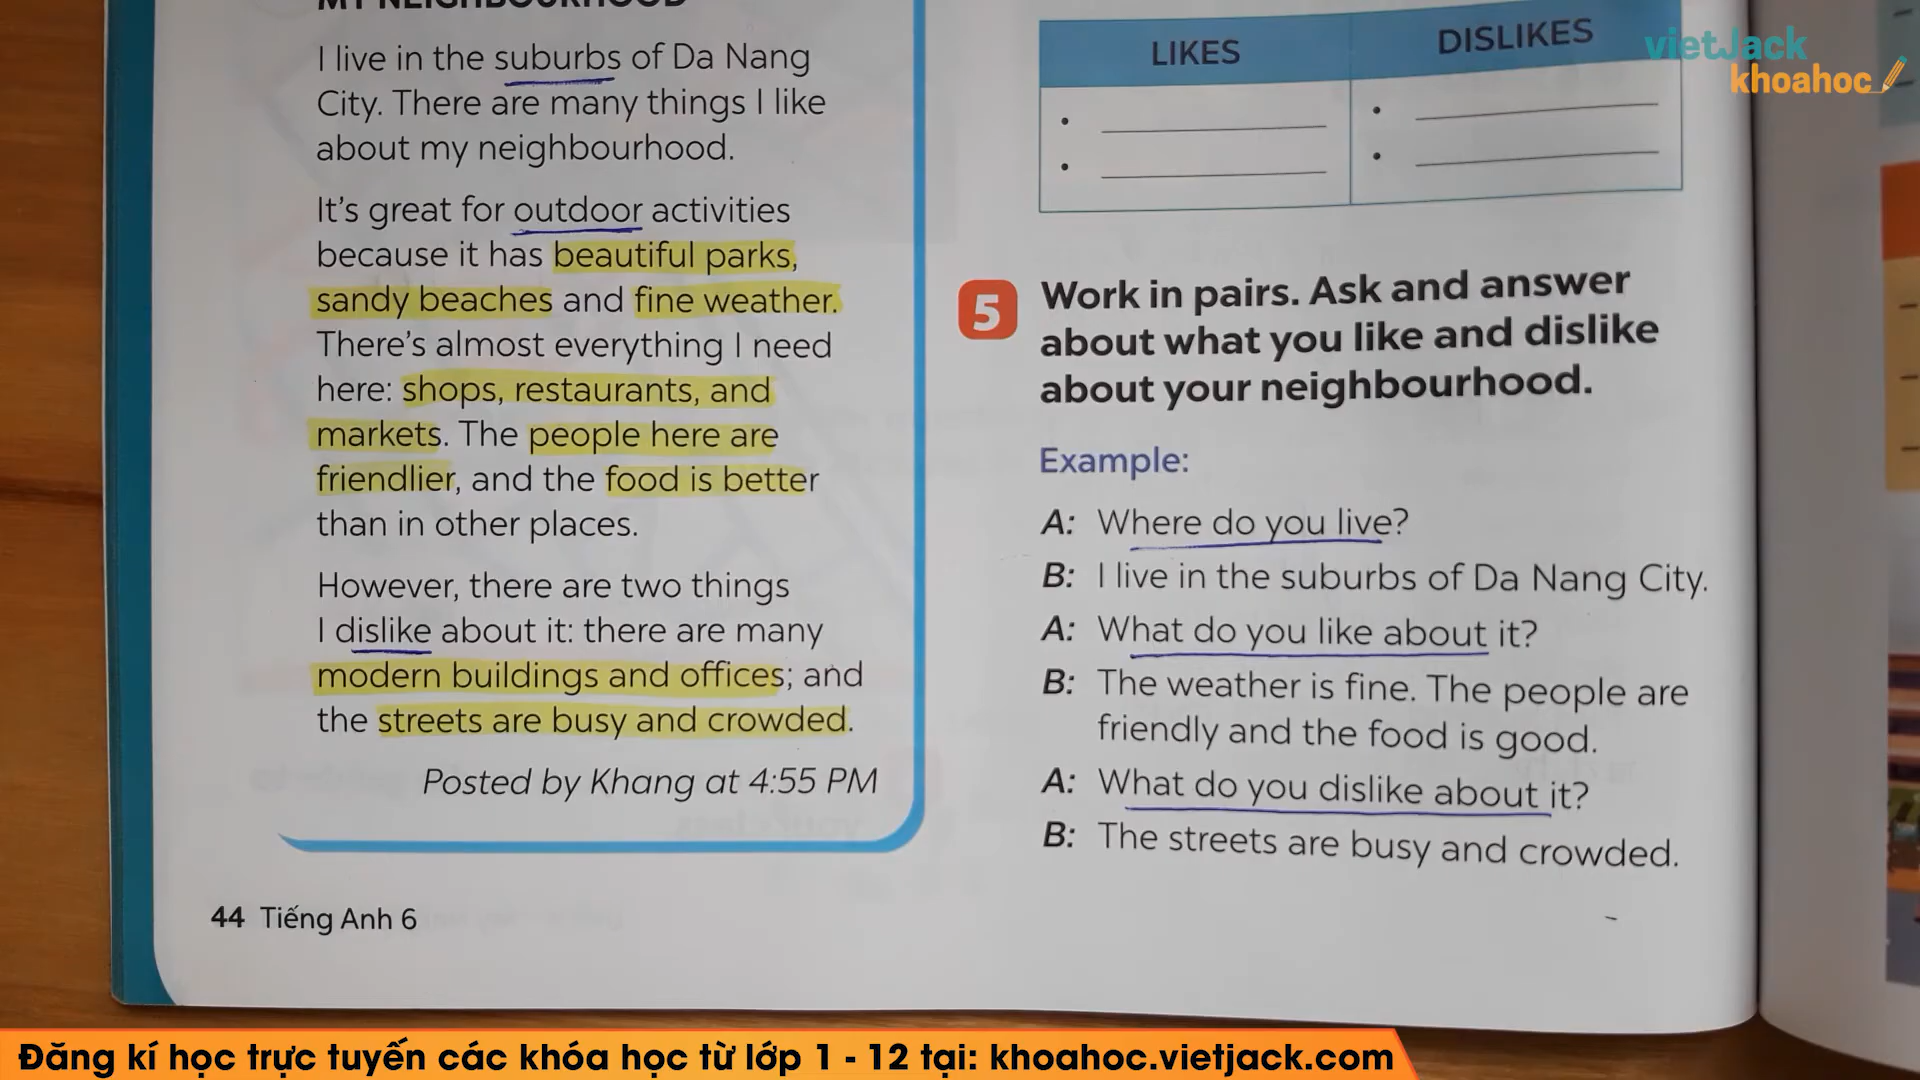 MY NEIGHBOURHOOD
I live in the suburbs of Da Nang
City. There are many things I like
about my neighbourhood.
It's great for outdoor activities
because it has beautiful parks,
sandy beaches and fine weather.
There's almost everything I need
here: shops, restaurants, and
markets. The people here are
friendlier, and the food is better
than in other places.
However, there are two things
I dislike about it: there are many
modern buildings and offices; and
the streets are busy and crowded.
Posted by Khang at 4:55 PM
44 Tiếng Anh 6
LIKES
DISLIKES
5 Work in pairs. Ask and answer
about what you like and dislike
about your neighbourhood.
Example:
A: Where do you live?
B: I live in the suburbs of Da Nang City.
A: What do you like about it?
B: The weather is fine. The people are
friendly and the food is good.
A: What do you dislike about it?
B: The streets are busy and crowded.
vietJack
khoahoc
Đăng kí học trực tuyến các khóa học từ lớp 1 - 12 tại: khoahoc.vietjack.com